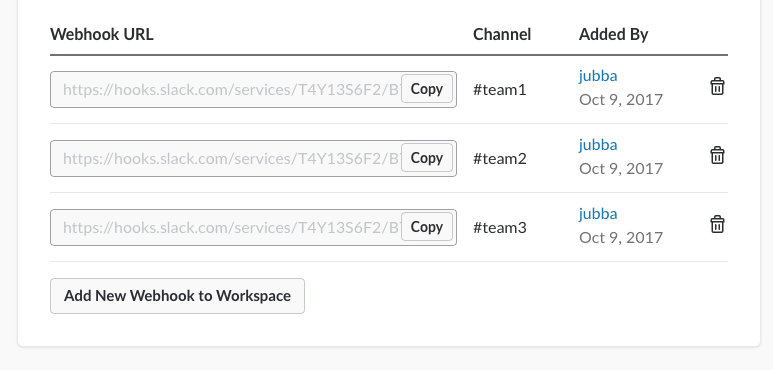 Webhook URL Channel Added By
https://hooks.slack.com/services/T4Y13S6F2/B Copy #team1 jubba
Oct 9, 2017
https://hooks.slack.com/services/T4Y13S6F2/B Copy #team2 jubba
Oct 9, 2017
https://hooks.slack.com/services/T4Y13S6F2/B Copy #team3 jubba
Oct 9, 2017
Add New Webhook to Workspace